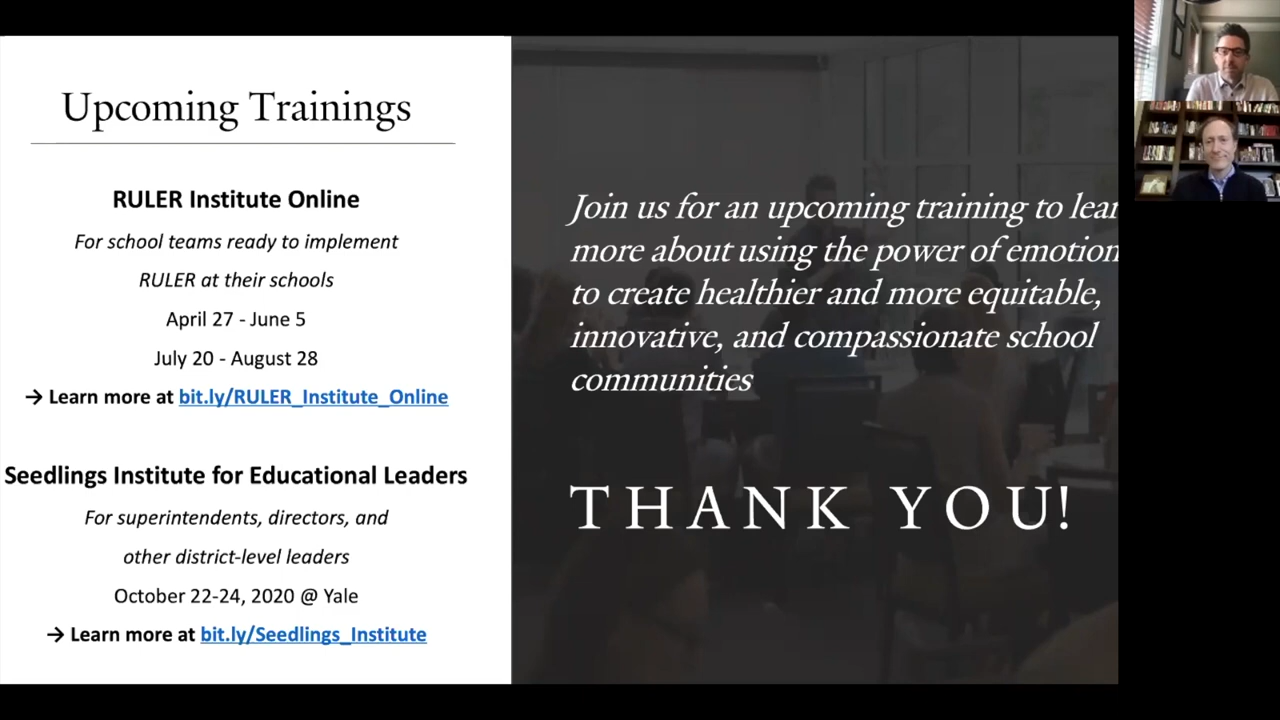 Upcoming Trainings
RULER Institute Online
For school teams ready to implement
RULER at their schools
April 27 - June 5
July 20 - August 28
→ Learn more at bit.ly/RULER_Institute_Online
Seedlings Institute for Educational Leaders
For superintendents, directors, and
other district-level leaders
October 22-24, 2020 @ Yale
→ Learn more at bit.ly/Seedlings_Institute
Join us for an upcoming training to lear
more about using the power of emotion
to create healthier and more equitable,
innovative, and compassionate school
communities
THANK YOU!